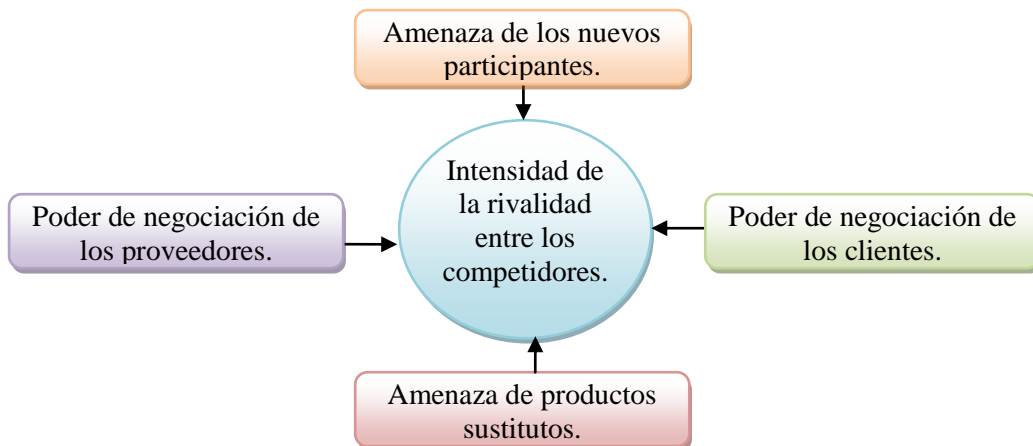 Amenaza de los nuevos
participantes.
Intensidad de
la rivalidad
entre los
competidores.
Poder de negociación de
los proveedores.
Poder de negociación de
los clientes.
Amenaza de productos
sustitutos.